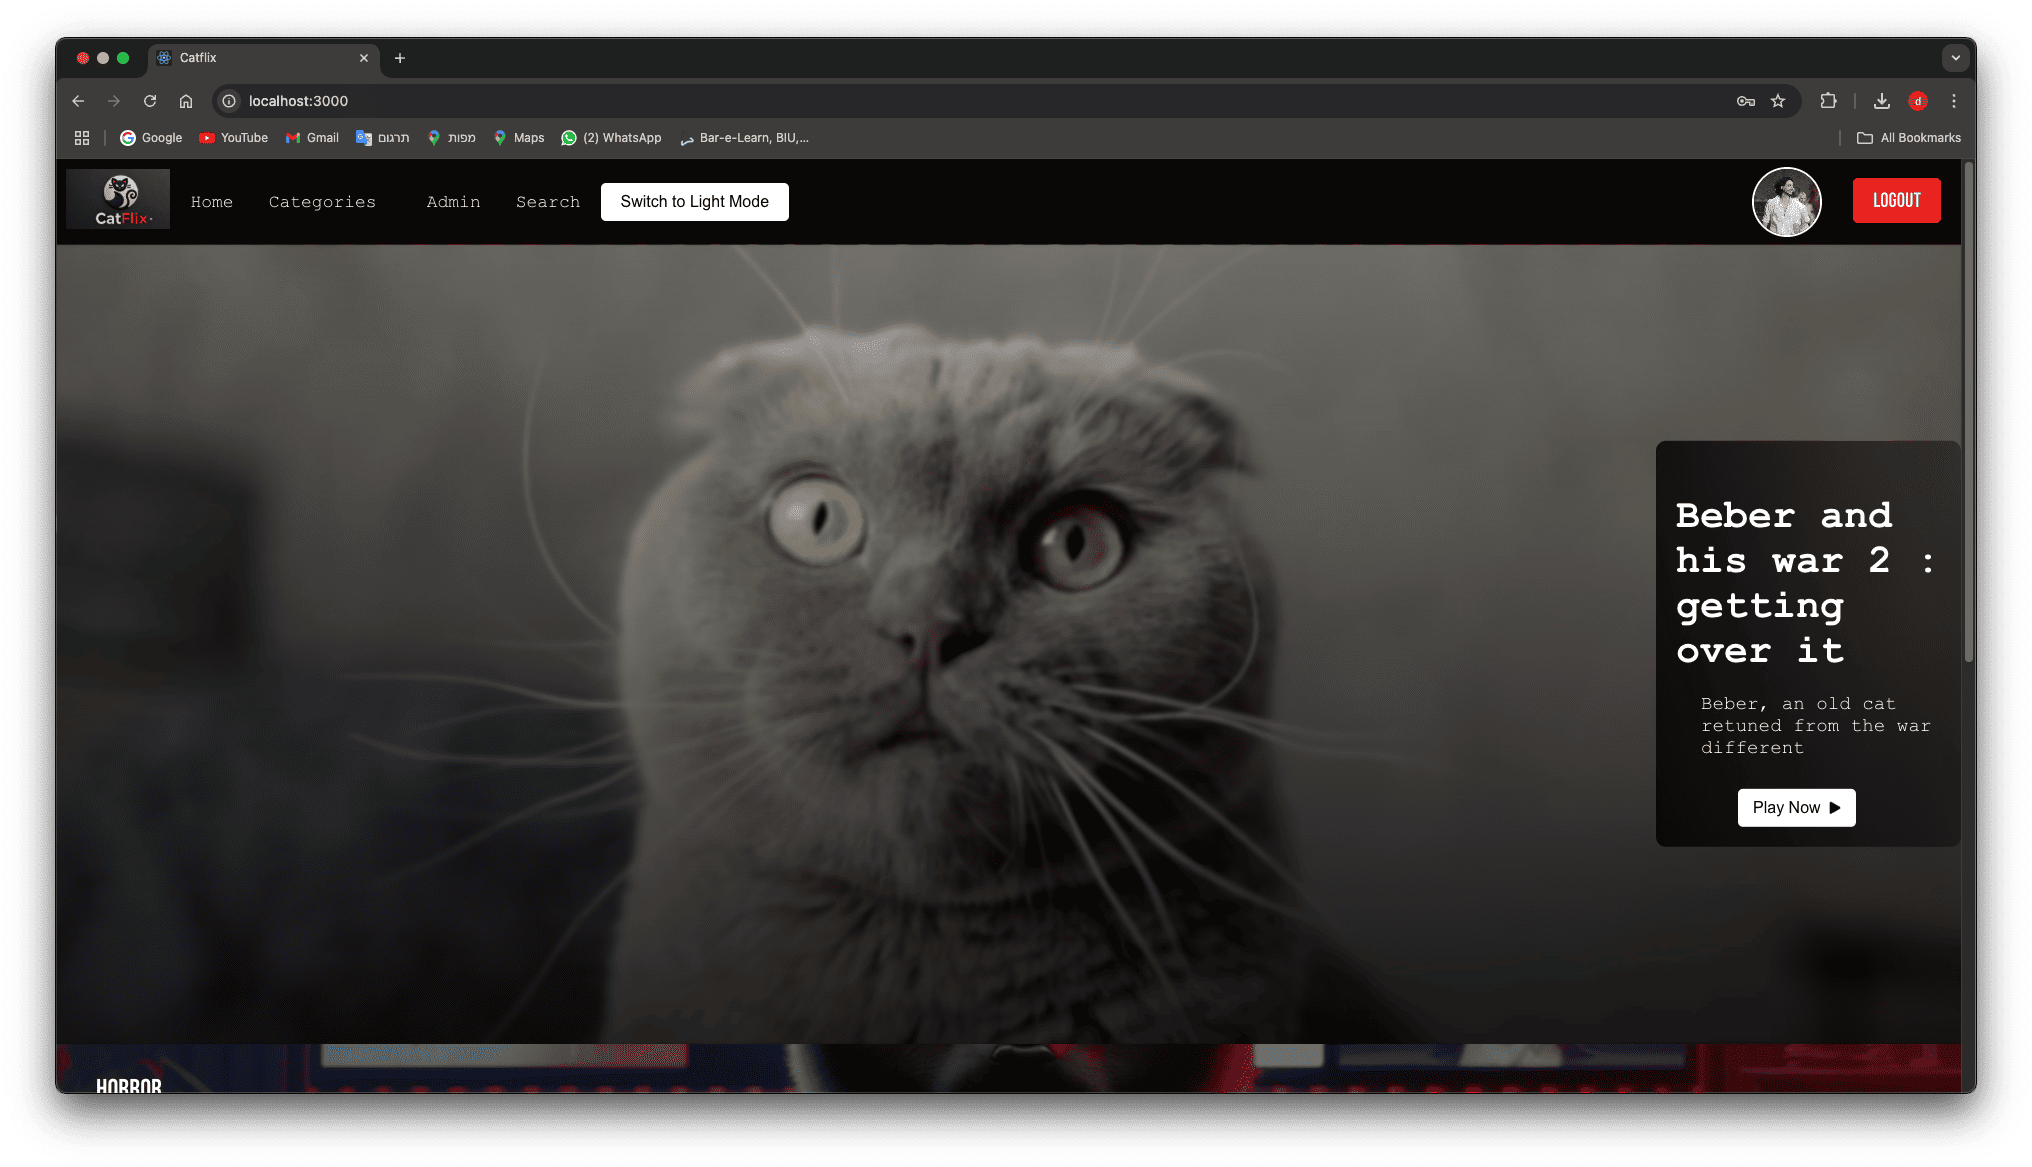 Catflix
localhost:3000
d
Google
YouTube
Gmail
תרגום
מפות
Maps
(2) WhatsApp
Bar-e-Learn, BIU,...
All Bookmarks
CatFlix
Home
Categories
Admin
Search
Switch to Light Mode
LOGOUT
Beber and
his war 2 :
getting
over it
Beber, an old cat
retuned from the war
different
Play Now
HORROR